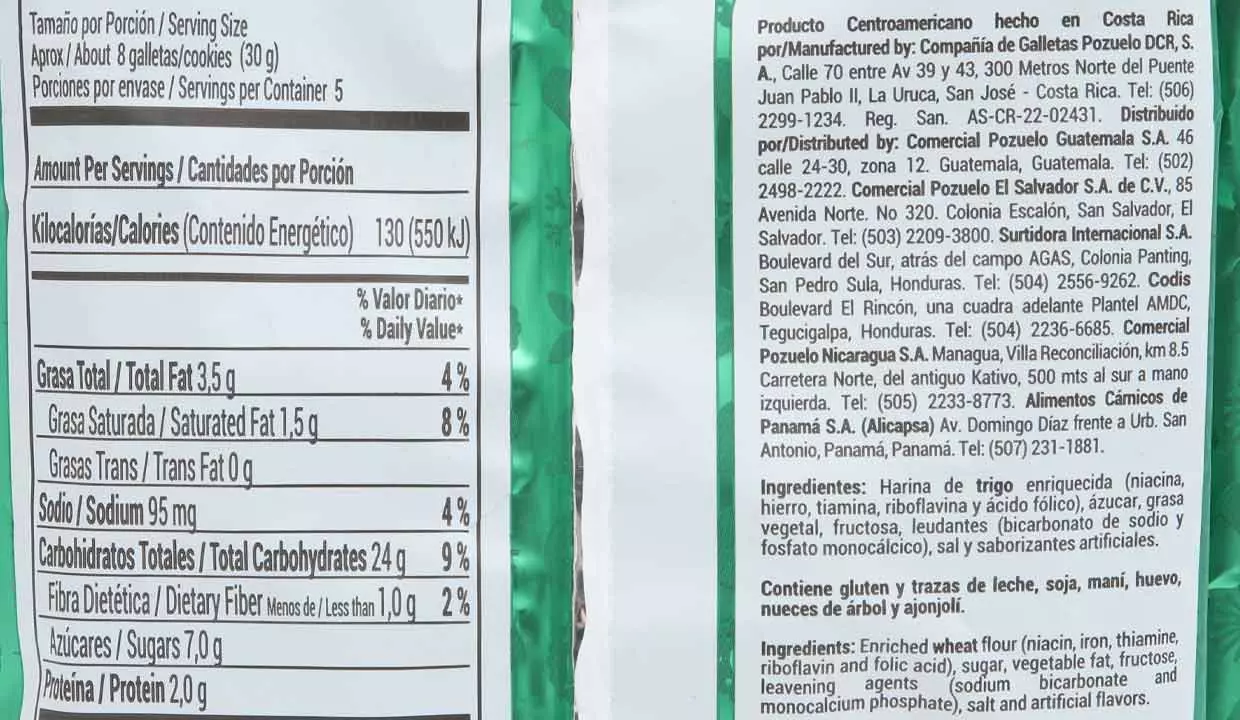 Tamaño por Porción / Serving Size
Aprox / About 8 galletas/cookies (30 g)
Porciones por envase / Servings per Container 5
Amount Per Servings / Cantidades por Porción
Kilocalorías/Calories (Contenido Energético) 130 (550 kJ)
% Valor Diario*
% Daily Value*
Grasa Total / Total Fat 3,5 g 4 %
Grasa Saturada / Saturated Fat 1,5 g 8 %
Grasas Trans / Trans Fat 0 g
Sodio / Sodium 95 mg 4 %
Carbohidratos Totales / Total Carbohydrates 24 g 9 %
Fibra Dietética / Dietary Fiber Menos de / Less than 1,0 g 2 %
Azúcares / Sugars 7,0 g
Proteína / Protein 2,0 g
Producto Centroamericano hecho en Costa Rica
por/Manufactured by: Compañía de Galletas Pozuelo DCR, S.
A., Calle 70 entre Av 39 y 43, 300 Metros Norte del Puente
Juan Pablo II, La Uruca, San José - Costa Rica. Tel: (506)
2299-1234. Reg. San. AS-CR-22-02431. Distribuido
por/Distributed by: Comercial Pozuelo Guatemala S.A. 46
calle 24-30, zona 12. Guatemala, Guatemala. Tel: (502)
2498-2222. Comercial Pozuelo El Salvador S.A. de C.V., 85
Avenida Norte. No 320. Colonia Escalón, San Salvador, El
Salvador. Tel: (503) 2209-3800. Surtidora Internacional S.A.
Boulevard del Sur, atrás del campo AGAS, Colonia Panting,
San Pedro Sula, Honduras. Tel: (504) 2556-9262. Codis
Boulevard El Rincón, una cuadra adelante Plantel AMDC,
Tegucigalpa, Honduras. Tel: (504) 2236-6685. Comercial
Pozuelo Nicaragua S.A. Managua, Villa Reconciliación, km 8.5
Carretera Norte, del antiguo Kativo, 500 mts al sur a mano
izquierda. Tel: (505) 2233-8773. Alimentos Cárnicos de
Panamá S.A. (Alicapsa) Av. Domingo Díaz frente a Urb. San
Antonio, Panamá, Panamá. Tel: (507) 231-1881.
Ingredientes: Harina de trigo enriquecida (niacina,
hierro, tiamina, riboflavina y ácido fólico), ázucar, grasa
vegetal, fructosa, leudantes (bicarbonato de sodio y
fosfato monocálcico), sal y saborizantes artificiales.
Contiene gluten y trazas de leche, soja, maní, huevo,
nueces de árbol y ajonjolí.
Ingredients: Enriched wheat flour (niacin, iron, thiamine,
riboflavin and folic acid), sugar, vegetable fat, fructose,
leavening agents (sodium bicarbonate and
monocalcium phosphate), salt and artificial flavors.